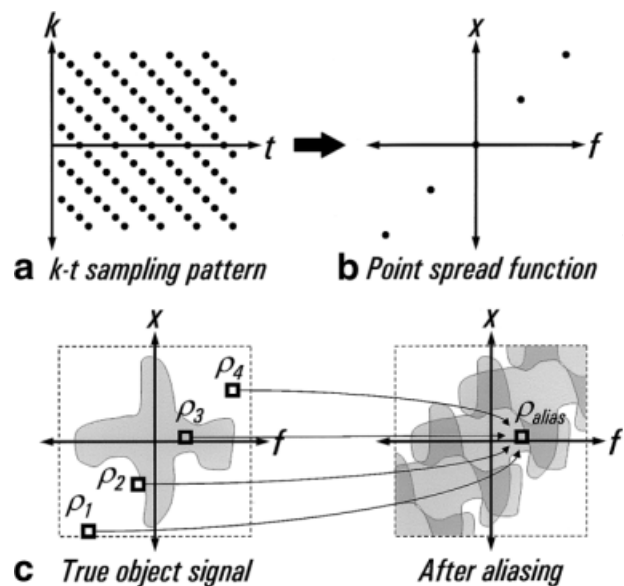 k
t
a k-t sampling pattern
x
f
b Point spread function
x
f
ρ1
ρ2
ρ3
ρ4
c True object signal
x
f
ρalias
After aliasing